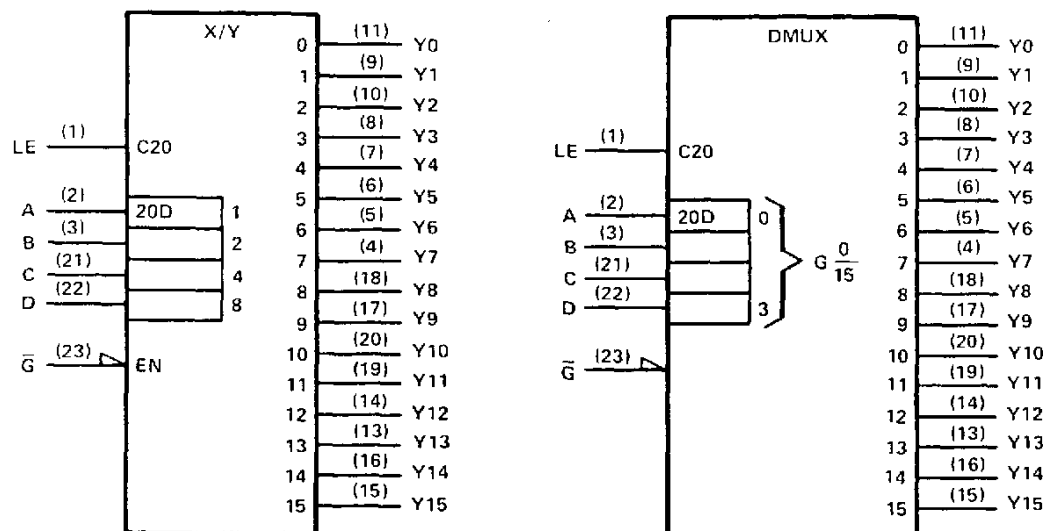 X/Y
0 (11) Y0
1 (9) Y1
2 (10) Y2
LE (1) C20
3 (8) Y3
4 (7) Y4
5 (6) Y5
A (2) 20D 1
6 (5) Y6
B (3) 2
7 (4) Y7
C (21) 4
8 (18) Y8
D (22) 8
9 (17) Y9
10 (20) Y10
G̅ (23) EN
11 (19) Y11
12 (14) Y12
13 (13) Y13
14 (16) Y14
15 (15) Y15
DMUX
0 (11) Y0
1 (9) Y1
2 (10) Y2
LE (1) C20
3 (8) Y3
4 (7) Y4
5 (6) Y5
A (2) 20D 0
6 (5) Y6
B (3)
G 0/15
7 (4) Y7
C (21)
8 (18) Y8
D (22) 3
9 (17) Y9
10 (20) Y10
G̅ (23)
11 (19) Y11
12 (14) Y12
13 (13) Y13
14 (16) Y14
15 (15) Y15